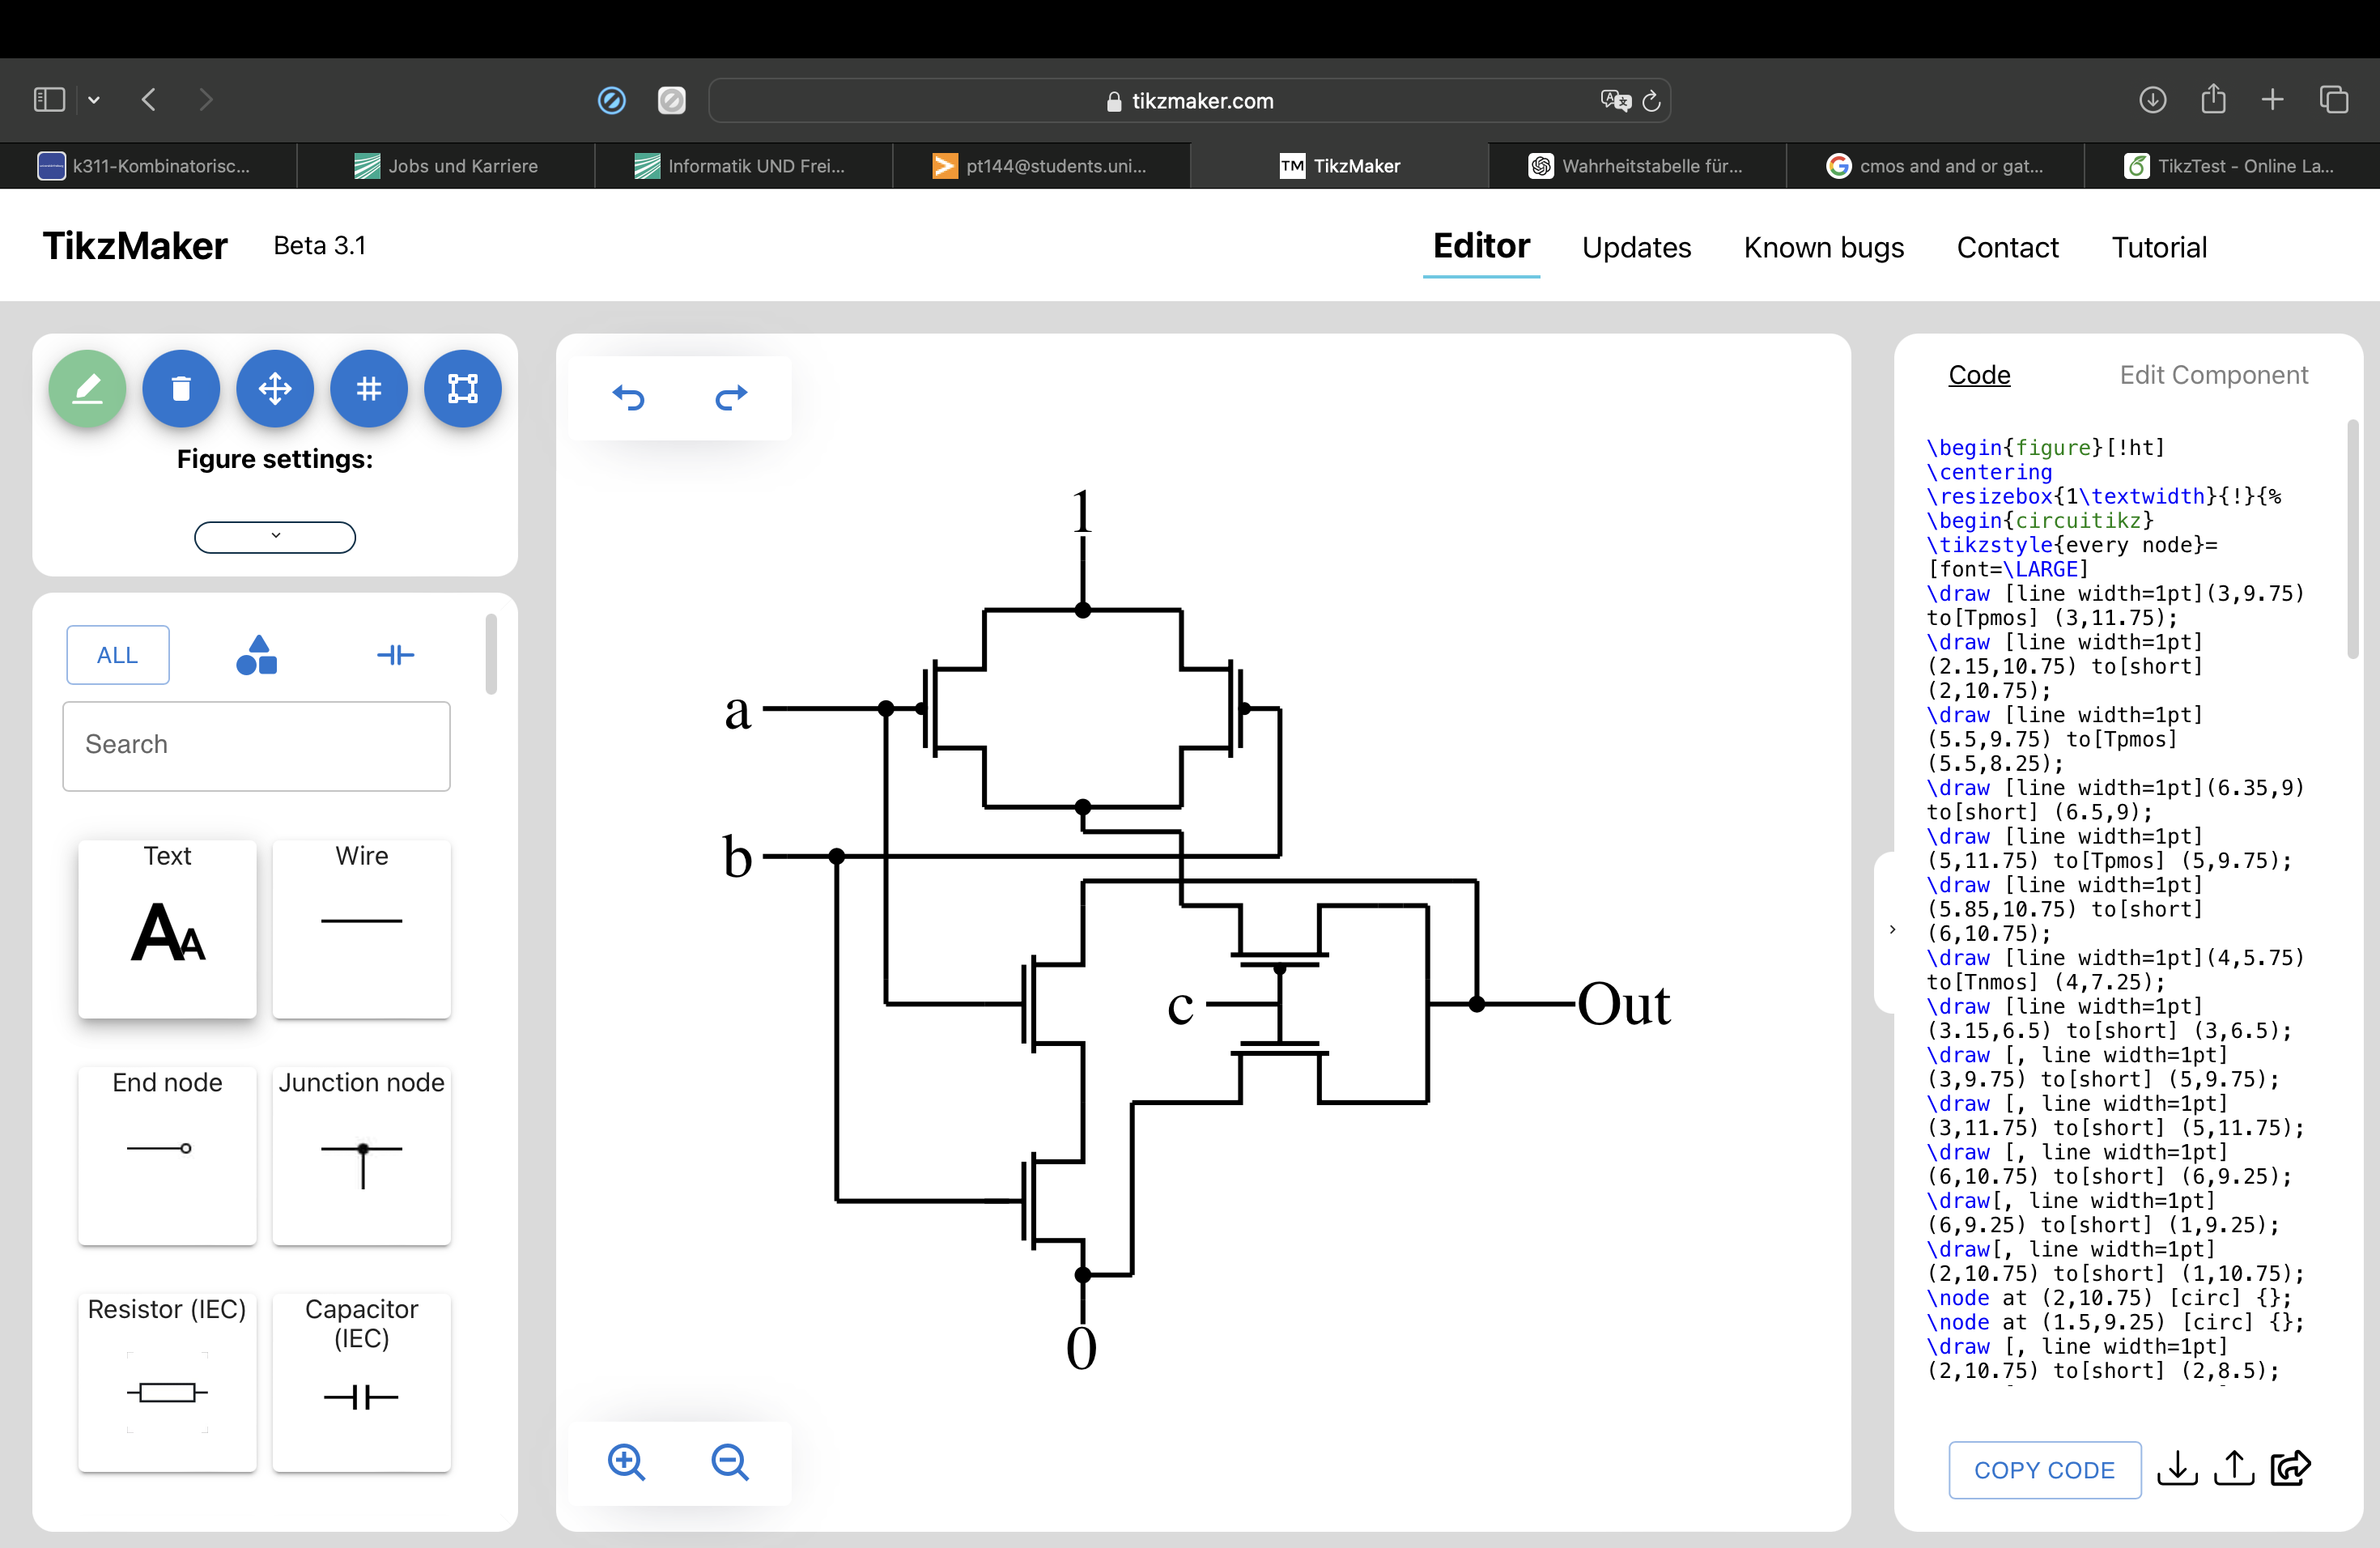 tikzmaker.com
k311-Kombinatorisc...
Jobs und Karriere
Informatik UND Frei...
pt144@students.uni...
TM TikzMaker
Wahrheitstabelle für...
cmos and and or gat...
TikzTest - Online La...
TikzMaker
Beta 3.1
Editor
Updates
Known bugs
Contact
Tutorial
Figure settings:
ALL
Search
Text
AA
Wire
End node
Junction node
Resistor (IEC)
Capacitor
(IEC)
1
a
b
c
Out
0
Code
Edit Component
\begin{figure}[!ht]
\centering
\resizebox{1\textwidth}{!}{%
\begin{circuitikz}
\tikzstyle{every node}=
[font=\LARGE]
\draw [line width=1pt](3,9.75)
to[Tpmos] (3,11.75);
\draw [line width=1pt]
(2.15,10.75) to[short]
(2,10.75);
\draw [line width=1pt]
(5.5,9.75) to[Tpmos]
(5.5,8.25);
\draw [line width=1pt](6.35,9)
to[short] (6.5,9);
\draw [line width=1pt]
(5,11.75) to[Tpmos] (5,9.75);
\draw [line width=1pt]
(5.85,10.75) to[short]
(6,10.75);
\draw [line width=1pt](4,5.75)
to[Tnmos] (4,7.25);
\draw [line width=1pt]
(3.15,6.5) to[short] (3,6.5);
\draw [, line width=1pt]
(3,9.75) to[short] (5,9.75);
\draw [, line width=1pt]
(3,11.75) to[short] (5,11.75);
\draw [, line width=1pt]
(6,10.75) to[short] (6,9.25);
\draw[, line width=1pt]
(6,9.25) to[short] (1,9.25);
\draw[, line width=1pt]
(2,10.75) to[short] (1,10.75);
\node at (2,10.75) [circ] {};
\node at (1.5,9.25) [circ] {};
\draw [, line width=1pt]
(2,10.75) to[short] (2,8.5);
COPY CODE